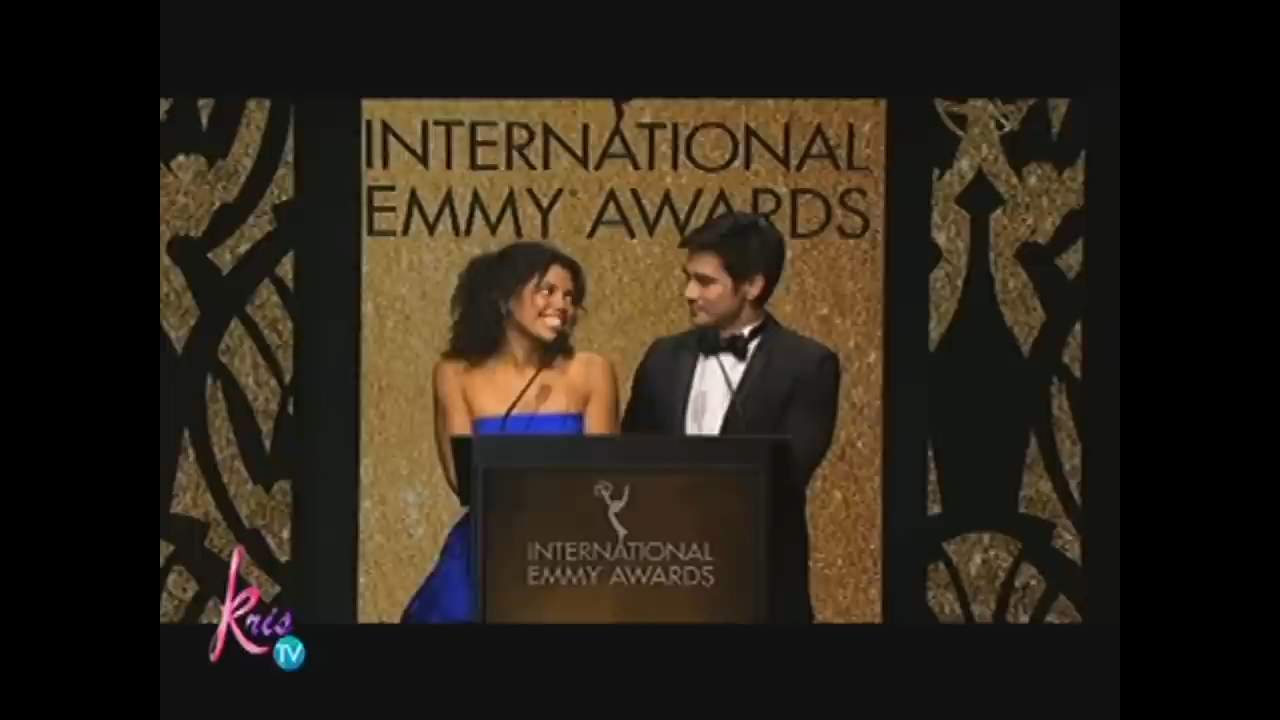 INTERNATIONAL
EMMY AWARDS
INTERNATIONAL
EMMY AWARDS
Kris
TV